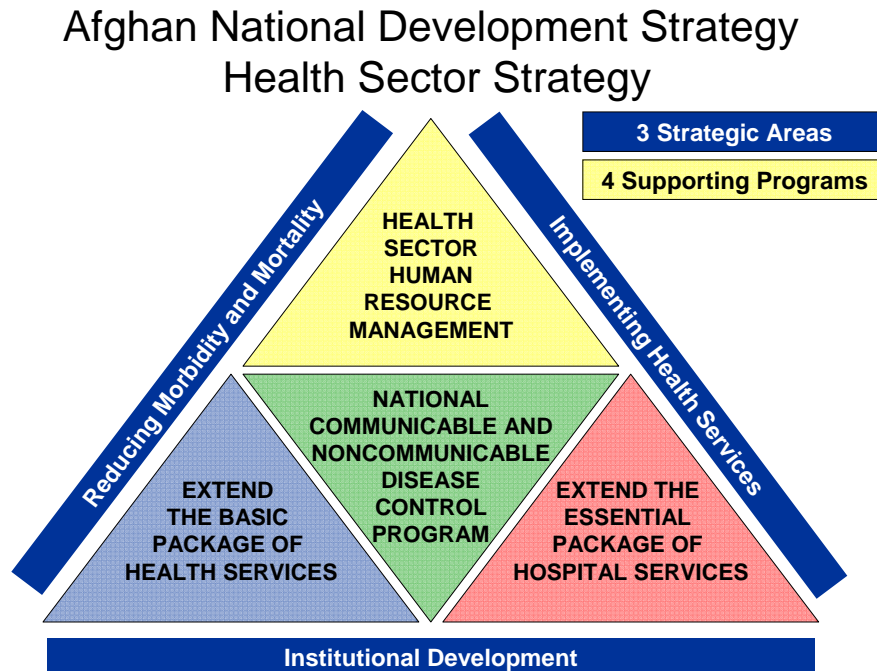 Afghan National Development Strategy
Health Sector Strategy
3 Strategic Areas
4 Supporting Programs
Reducing Morbidity and Mortality
Implementing Health Services
HEALTH
SECTOR
HUMAN
RESOURCE
MANAGEMENT
NATIONAL
COMMUNICABLE AND
NONCOMMUNICABLE
DISEASE
CONTROL
PROGRAM
EXTEND
THE BASIC
PACKAGE OF
HEALTH SERVICES
EXTEND THE
ESSENTIAL
PACKAGE OF
HOSPITAL SERVICES
Institutional Development